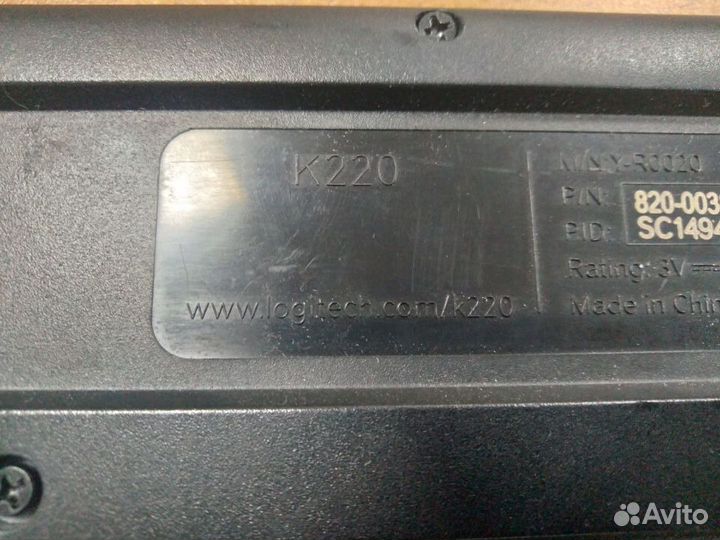 K220
www.logitech.com/k220
M/N:Y-R0020
P/N: 820-003
PID: SC1494
Rating: 3V
Made in Chin
Avito